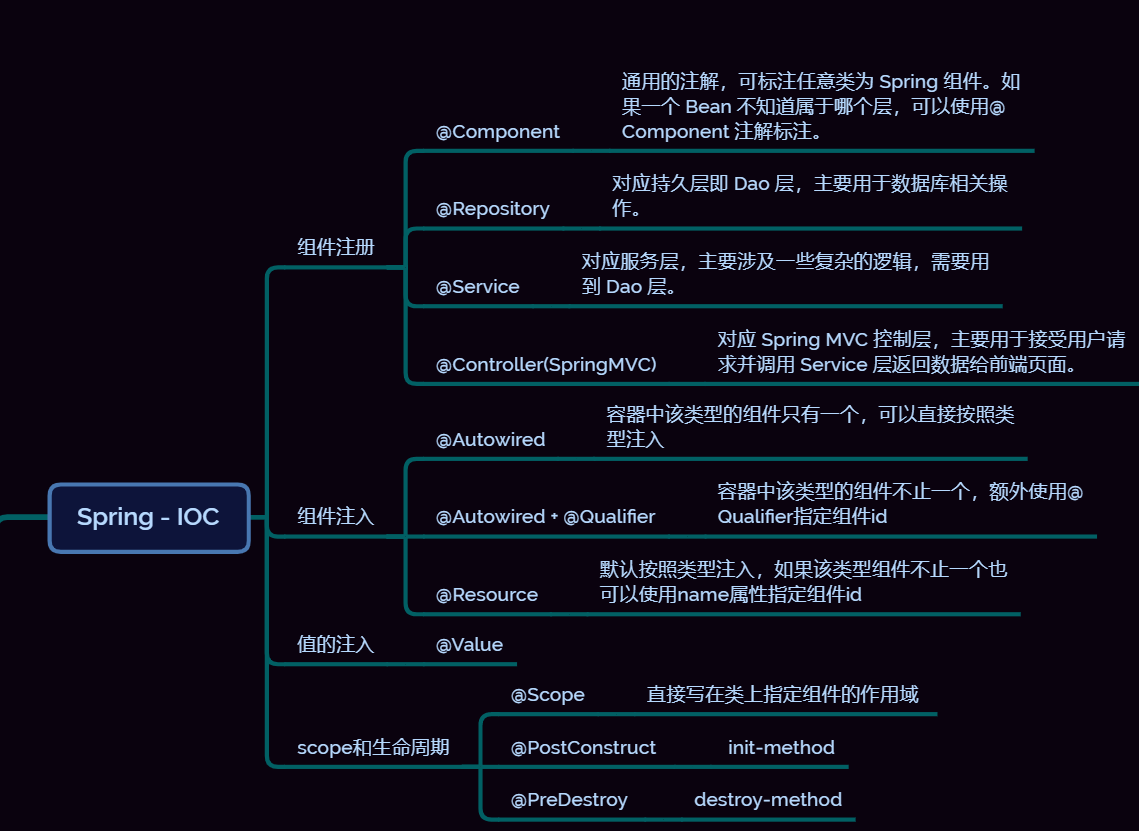 通用的注解，可标注任意类为 Spring 组件。如
果一个 Bean 不知道属于哪个层，可以使用@
Component 注解标注。
@Component
对应持久层即 Dao 层，主要用于数据库相关操
作。
@Repository
组件注册
对应服务层，主要涉及一些复杂的逻辑，需要用
到 Dao 层。
@Service
对应 Spring MVC 控制层，主要用于接受用户请
求并调用 Service 层返回数据给前端页面。
@Controller(SpringMVC)
容器中该类型的组件只有一个，可以直接按照类
型注入
@Autowired
Spring - IOC
组件注入
容器中该类型的组件不止一个，额外使用@
Qualifier指定组件id
@Autowired + @Qualifier
默认按照类型注入，如果该类型组件不止一个也
可以使用name属性指定组件id
@Resource
值的注入
@Value
@Scope
直接写在类上指定组件的作用域
scope和生命周期
@PostConstruct
init-method
@PreDestroy
destroy-method